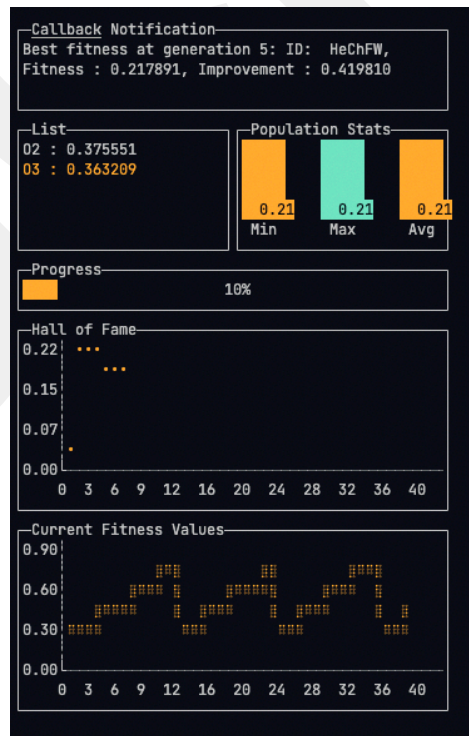 Callback Notification
Best fitness at generation 5: ID:  HeChFW,
Fitness : 0.217891, Improvement : 0.419810
List
O2 : 0.375551
O3 : 0.363209
Population Stats
0.21 0.21 0.21
Min Max Avg
Progress
10%
Hall of Fame
0.22
0.15
0.07
0.00
0 3 6 9 12 16 20 24 28 32 36 40
Current Fitness Values
0.90
0.60
0.30
0.00
0 3 6 9 12 16 20 24 28 32 36 40